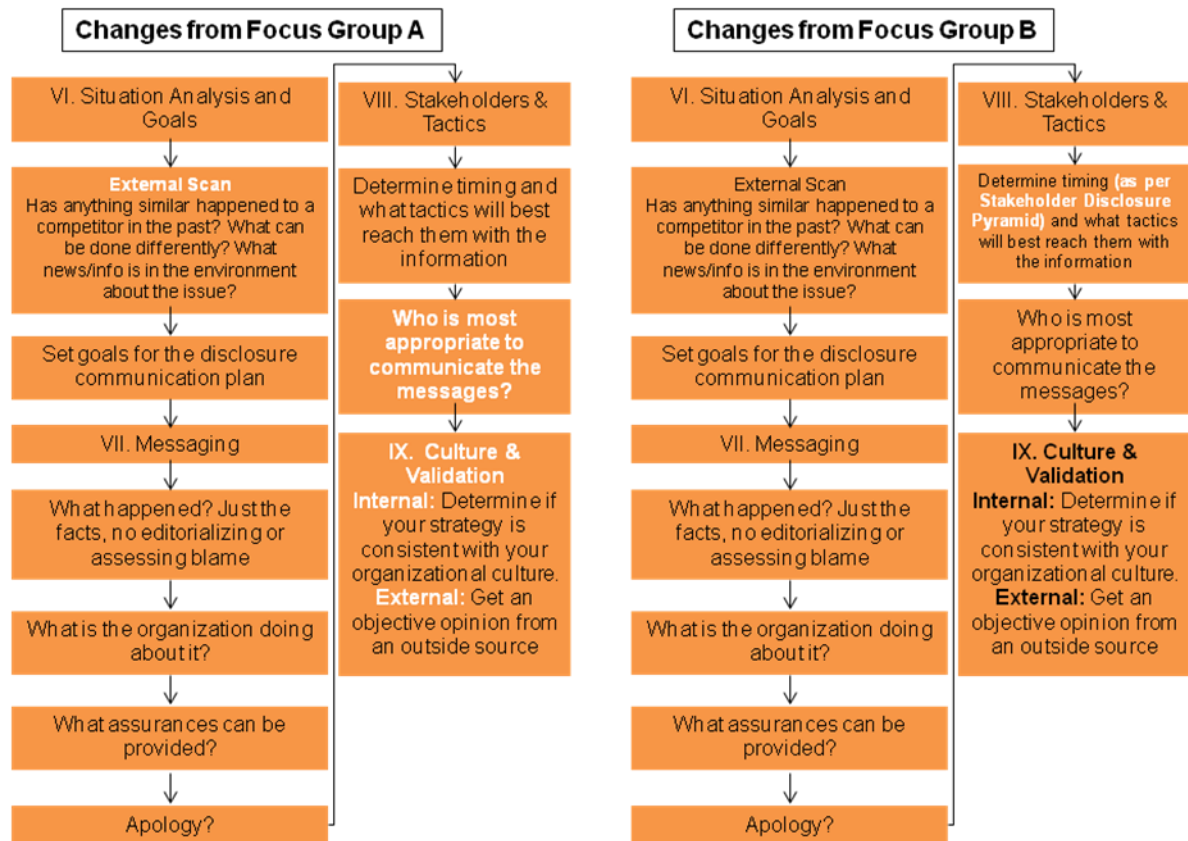 Changes from Focus Group A
VI. Situation Analysis and
Goals
External Scan
Has anything similar happened to a
competitor in the past? What can
be done differently? What
news/info is in the environment
about the issue?
Set goals for the disclosure
communication plan
VII. Messaging
What happened? Just the
facts, no editorializing or
assessing blame
What is the organization doing
about it?
What assurances can be
provided?
Apology?
VIII. Stakeholders &
Tactics
Determine timing and
what tactics will best
reach them with the
information
Who is most
appropriate to
communicate the
messages?
IX. Culture &
Validation
Internal: Determine if
your strategy is
consistent with your
organizational culture.
External: Get an
objective opinion from
an outside source
Changes from Focus Group B
VI. Situation Analysis and
Goals
External Scan
Has anything similar happened to a
competitor in the past? What can
be done differently? What
news/info is in the environment
about the issue?
Set goals for the disclosure
communication plan
VII. Messaging
What happened? Just the
facts, no editorializing or
assessing blame
What is the organization doing
about it?
What assurances can be
provided?
Apology?
VIII. Stakeholders &
Tactics
Determine timing (as per
Stakeholder Disclosure
Pyramid) and what tactics
will best reach them with
the information
Who is most
appropriate to
communicate the
messages?
IX. Culture &
Validation
Internal: Determine if
your strategy is
consistent with your
organizational culture.
External: Get an
objective opinion from
an outside source